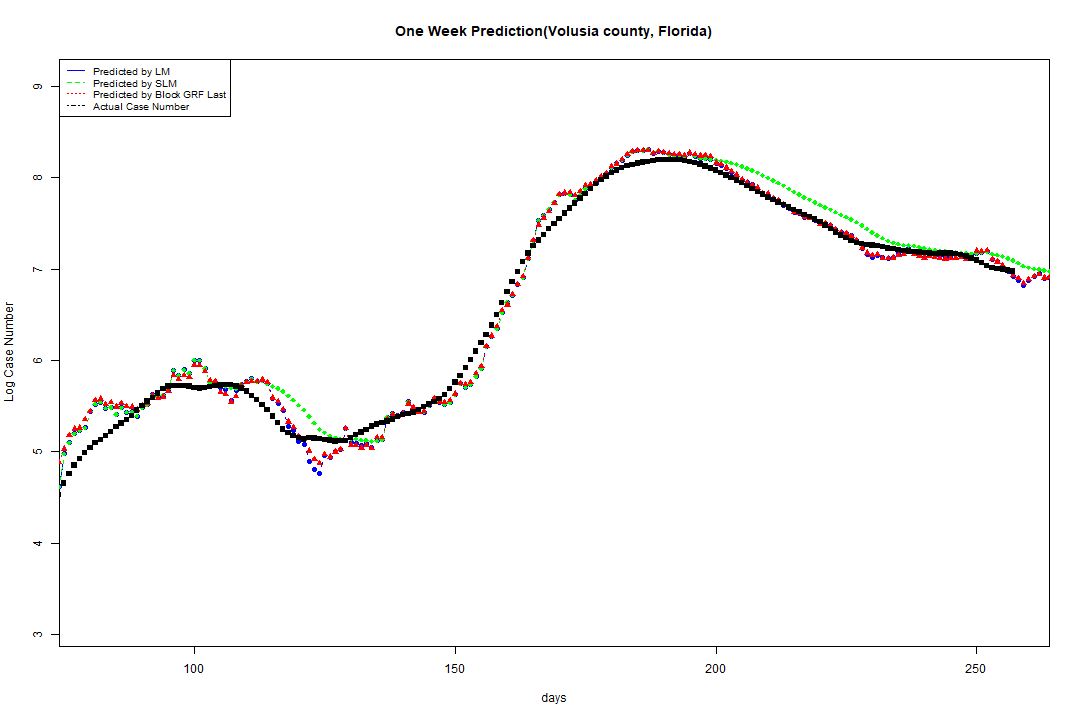 One Week Prediction(Volusia county, Florida)
Predicted by LM
Predicted by SLM
Predicted by Block GRF Last
Actual Case Number
Log Case Number
9
8
7
6
5
4
3
100
150
200
250
days